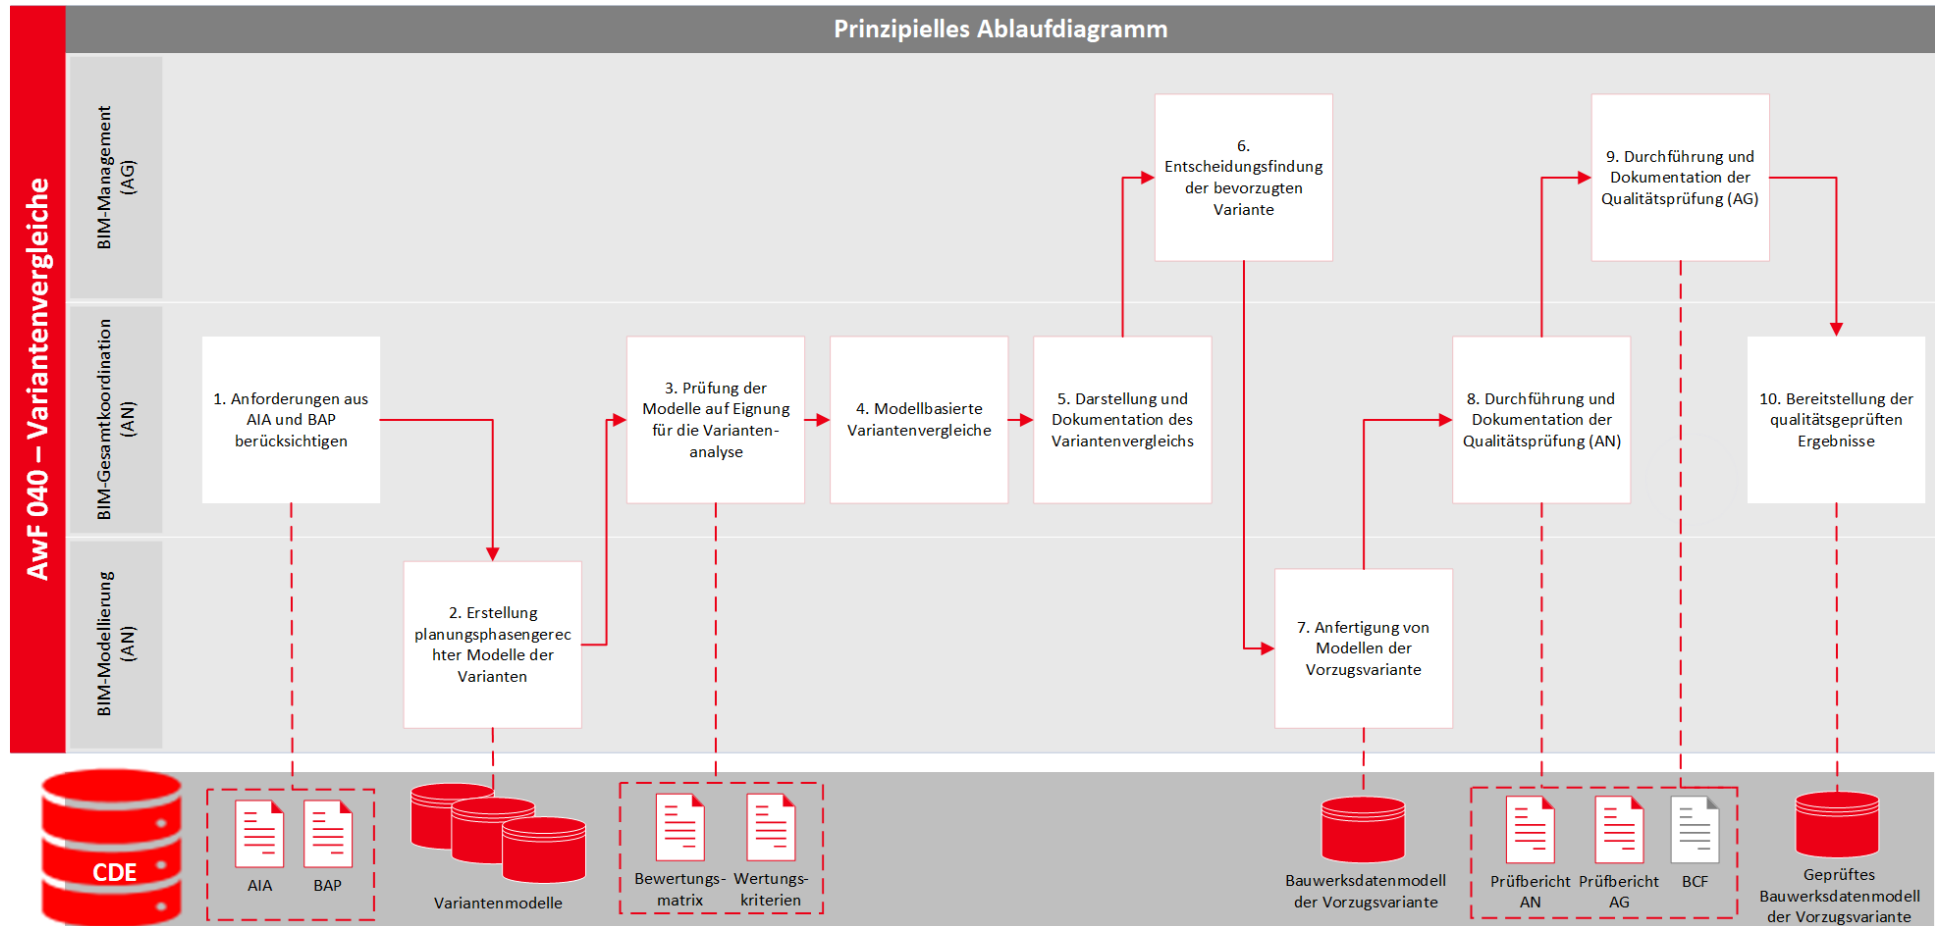 Prinzipielles Ablaufdiagramm
AwF 040 – Variantenvergleiche
BIM-Management
(AG)
6.
Entscheidungsfindung
der bevorzugten
Variante
9. Durchführung und
Dokumentation der
Qualitätsprüfung (AG)
BIM-Gesamtkoordination
(AN)
1. Anforderungen aus
AIA und BAP
berücksichtigen
3. Prüfung der
Modelle auf Eignung
für die Varianten-
analyse
4. Modellbasierte
Variantenvergleiche
5. Darstellung und
Dokumentation des
Variantenvergleichs
8. Durchführung und
Dokumentation der
Qualitätsprüfung (AN)
10. Bereitstellung der
qualitätsgeprüften
Ergebnisse
BIM-Modellierung
(AN)
2. Erstellung
planungsphasengerec
hter Modelle der
Varianten
7. Anfertigung von
Modellen der
Vorzugsvariante
CDE
AIA
BAP
Variantenmodelle
Bewertungs-
matrix
Wertungs-
kriterien
Bauwerksdatenmodell
der Vorzugsvariante
Prüfbericht
AN
Prüfbericht
AG
BCF
Geprüftes
Bauwerksdatenmodell
der Vorzugsvariante